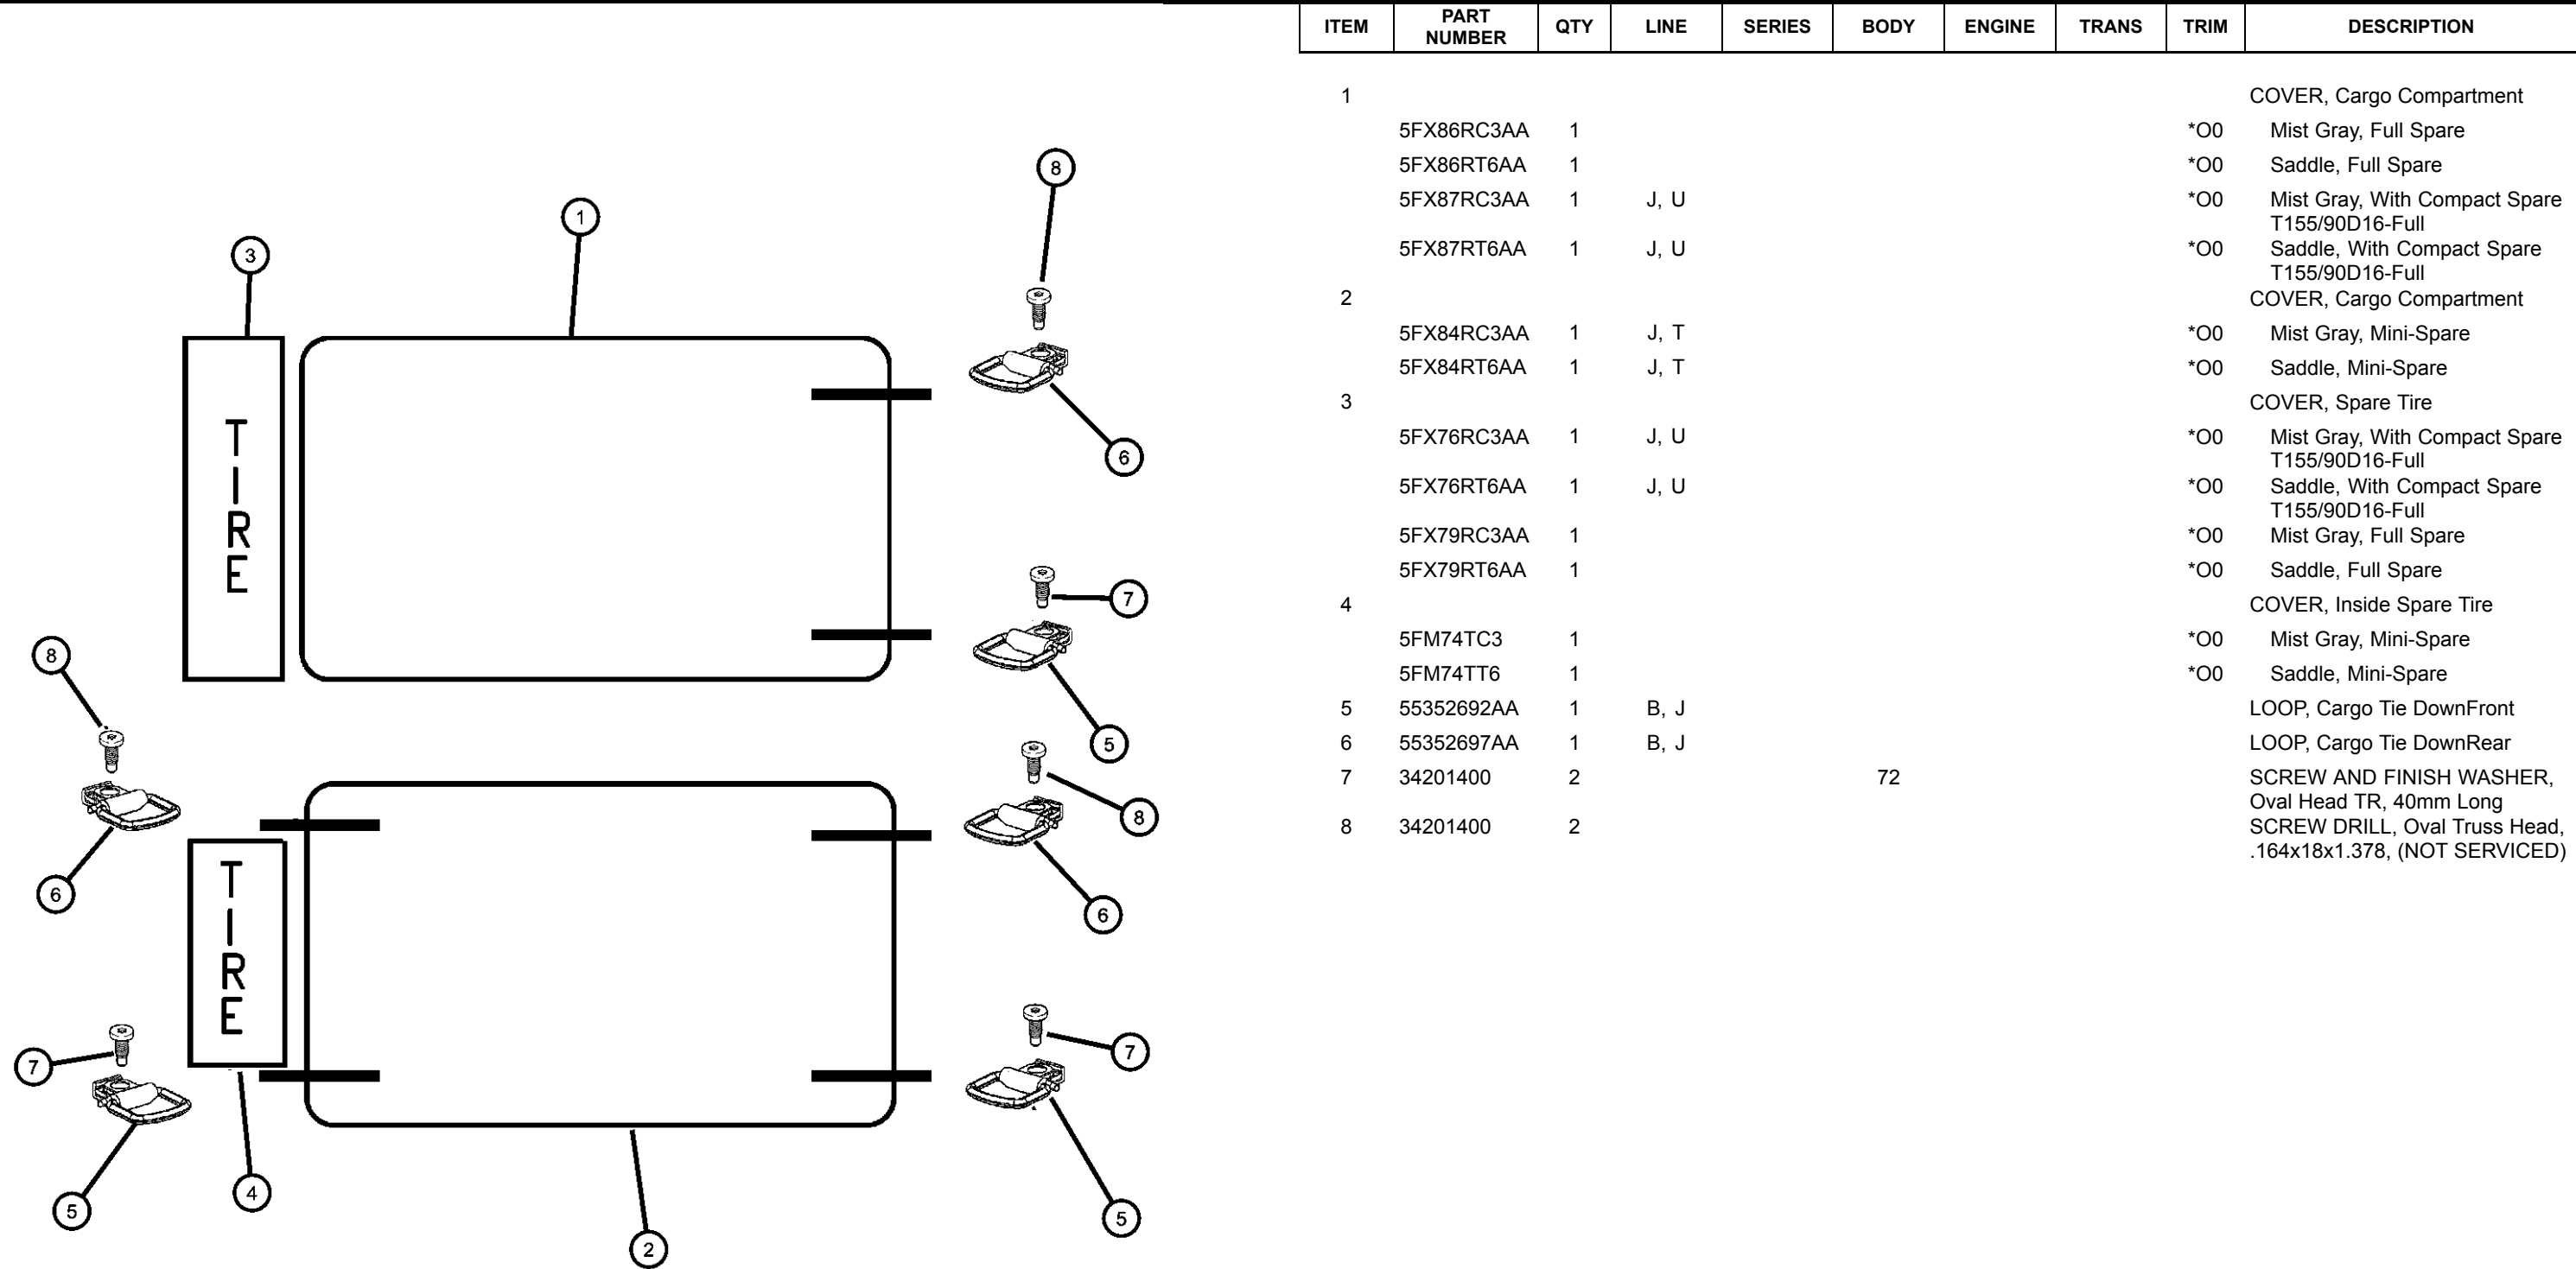 8
1
3
6
TIRE
7
8
5
8
6
TIRE
6
7
7
5
4
5
2
ITEM PART NUMBER QTY LINE SERIES BODY ENGINE TRANS TRIM DESCRIPTION
1 COVER, Cargo Compartment
5FX86RC3AA 1 *O0 Mist Gray, Full Spare
5FX86RT6AA 1 *O0 Saddle, Full Spare
5FX87RC3AA 1 J, U *O0 Mist Gray, With Compact Spare
T155/90D16-Full
5FX87RT6AA 1 J, U *O0 Saddle, With Compact Spare
T155/90D16-Full
2 COVER, Cargo Compartment
5FX84RC3AA 1 J, T *O0 Mist Gray, Mini-Spare
5FX84RT6AA 1 J, T *O0 Saddle, Mini-Spare
3 COVER, Spare Tire
5FX76RC3AA 1 J, U *O0 Mist Gray, With Compact Spare
T155/90D16-Full
5FX76RT6AA 1 J, U *O0 Saddle, With Compact Spare
T155/90D16-Full
5FX79RC3AA 1 *O0 Mist Gray, Full Spare
5FX79RT6AA 1 *O0 Saddle, Full Spare
4 COVER, Inside Spare Tire
5FM74TC3 1 *O0 Mist Gray, Mini-Spare
5FM74TT6 1 *O0 Saddle, Mini-Spare
5 55352692AA 1 B, J LOOP, Cargo Tie DownFront
6 55352697AA 1 B, J LOOP, Cargo Tie DownRear
7 34201400 2 72 SCREW AND FINISH WASHER,
Oval Head TR, 40mm Long
8 34201400 2 SCREW DRILL, Oval Truss Head,
.164x18x1.378, (NOT SERVICED)